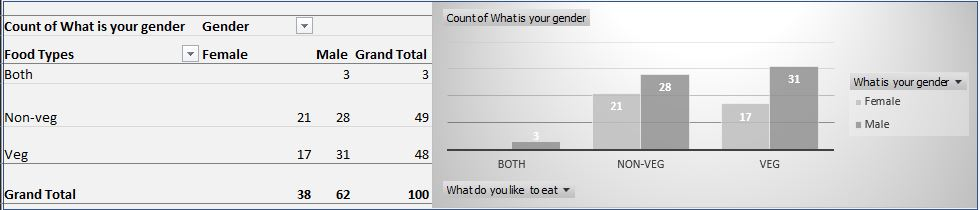 Count of What is your gender Gender
Food Types Female Male Grand Total
Both 3 3
Non-veg 21 28 49
Veg 17 31 48
Grand Total 38 62 100
Count of What is your gender
3
21
28
17
31
BOTH NON-VEG VEG
What do you like to eat
What is your gender
Female
Male